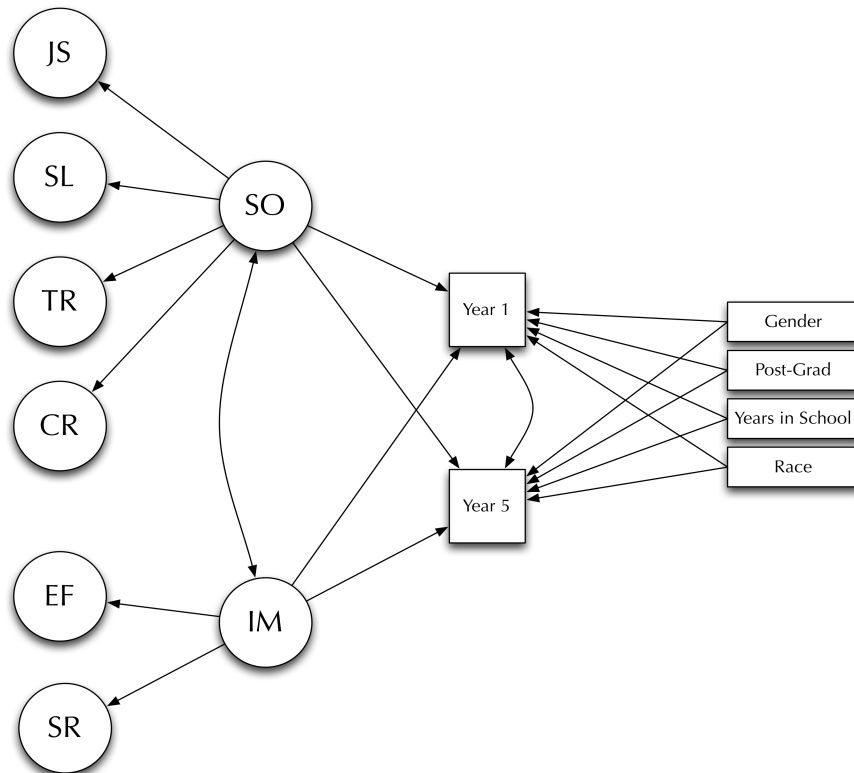 JS
SL
SO
TR
Year 1
Gender
Post-Grad
CR
Years in School
Race
Year 5
EF
IM
SR